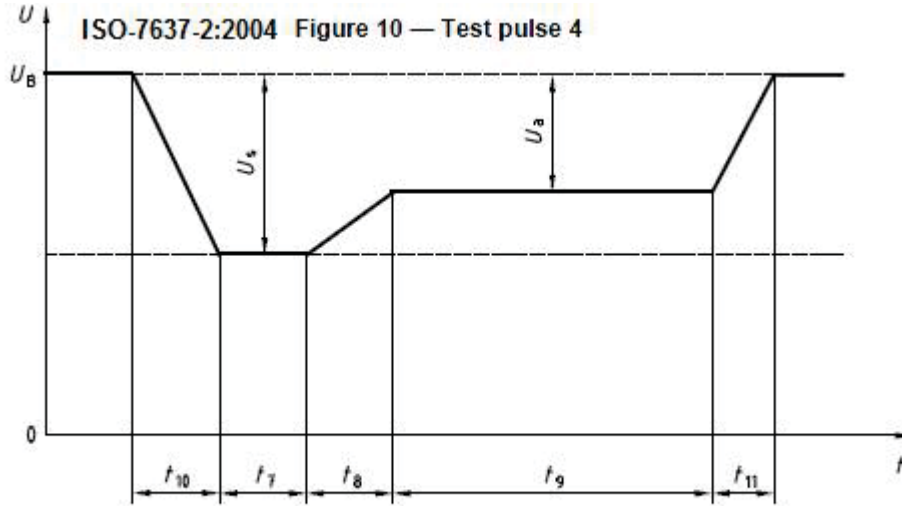 U
ISO-7637-2:2004 Figure 10 — Test pulse 4
U_B
U_s
U_a
0
t
t_10
t_7
t_8
t_9
t_11